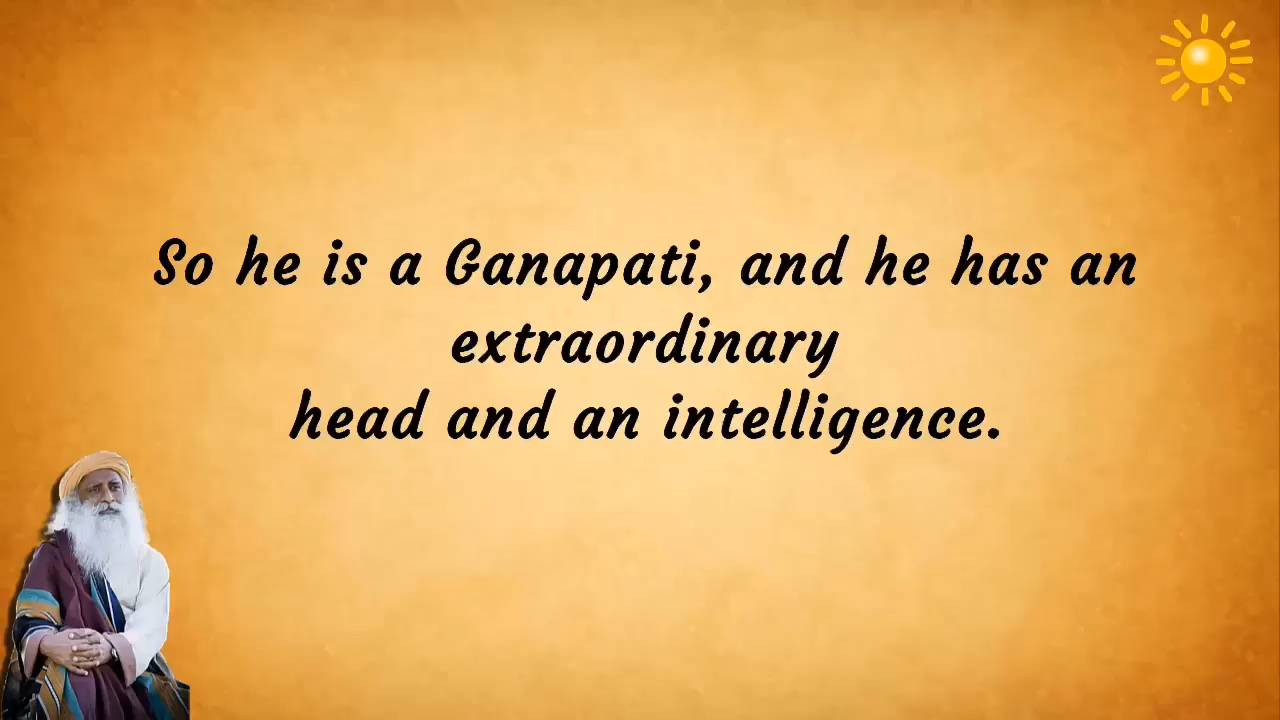 So he is a Ganapati, and he has an
extraordinary
head and an intelligence.